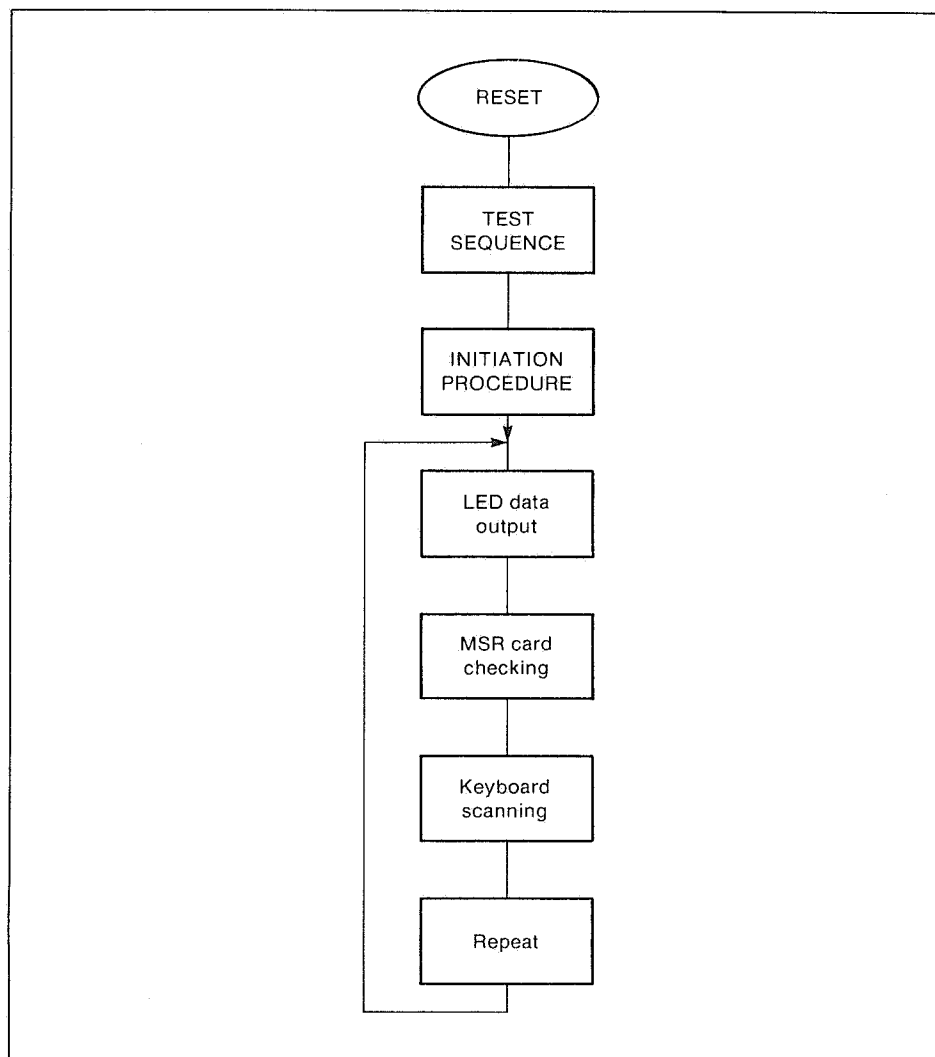 RESET
TEST
SEQUENCE
INITIATION
PROCEDURE
LED data
output
MSR card
checking
Keyboard
scanning
Repeat